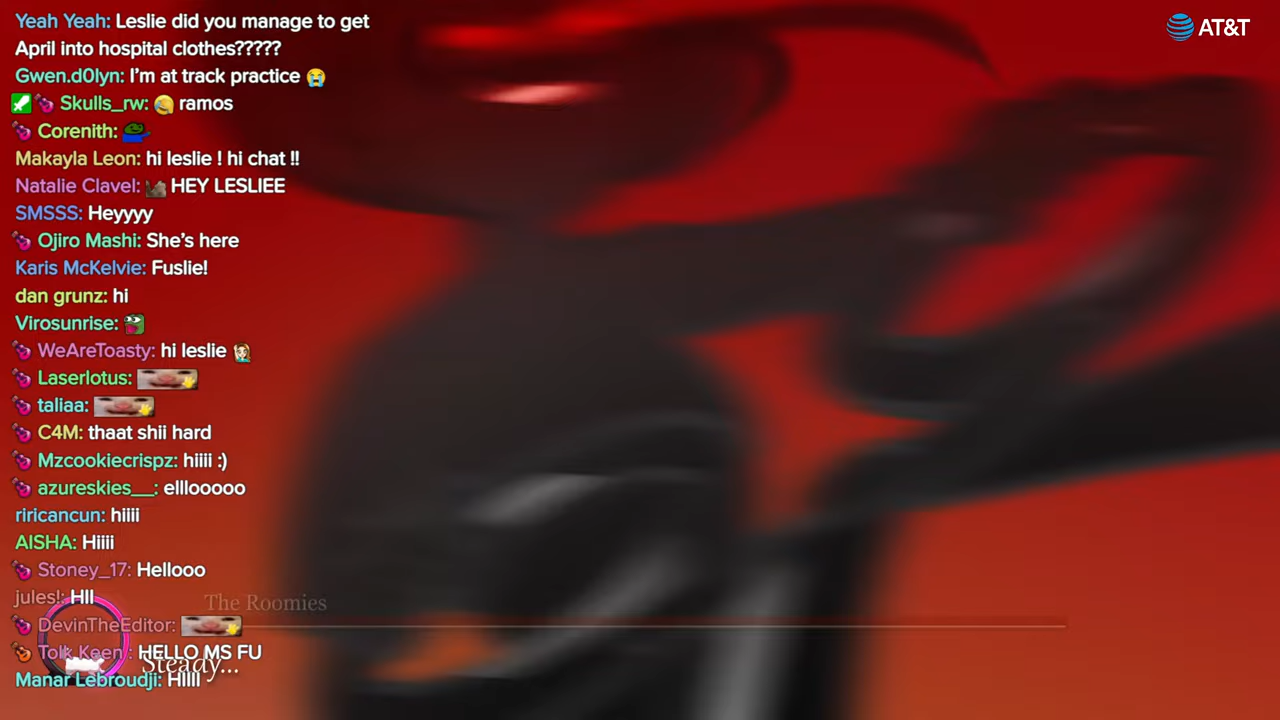 AT&T
Yeah Yeah: Leslie did you manage to get
April into hospital clothes?????
Gwen.d0lyn: I'm at track practice 😭
Skulls_rw: ramos
Corenith:
Makayla Leon: hi leslie ! hi chat !!
Natalie Clavel: HEY LESLIEE
SMSSS: Heyyyy
Ojiro Mashi: She's here
Karis McKelvie: Fuslie!
dan grunz: hi
Virosunrise:
WeAreToasty: hi leslie
Laserlotus:
taliaa:
C4M: thaat shii hard
Mzcookiecrispz: hiiii :)
azureskies__: elllooooo
riricancun: hiiii
AISHA: Hiiii
Stoney_17: Hellooo
jules!: HII
The Roomies
DevinTheEditor:
Tolk Keen : HELLO MS FU
Steady...
Manar Lebroudji: HIIII